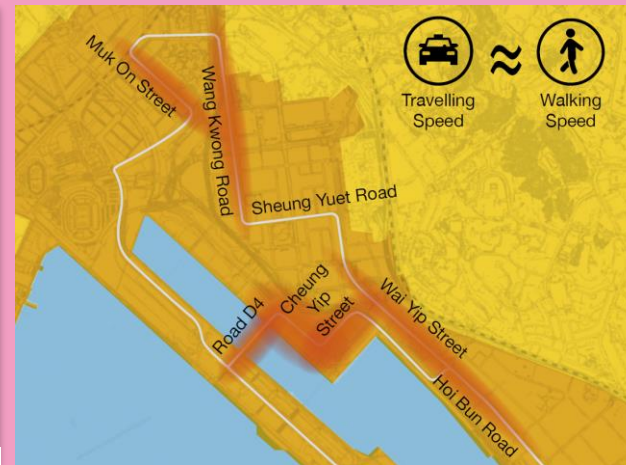 Muk On Street
Wang Kwong Road
Sheung Yuet Road
Road D4
Cheung
Yip
Street
Wai Yip Street
Hoi Bun Road
≈
Travelling
Speed
Walking
Speed